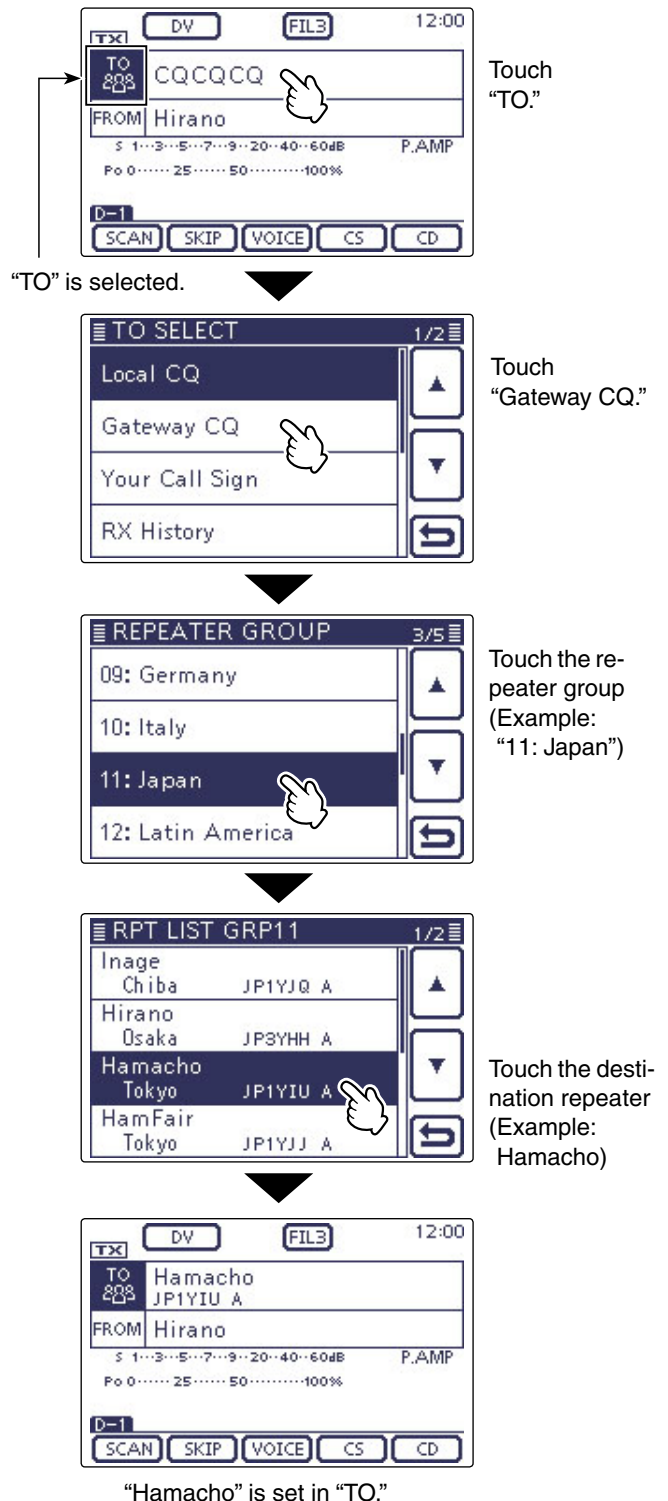 DV FIL3 12:00
TX
TO CQCQCQ
FROM Hirano
S 1···3···5···7···9··20··40··60dB P.AMP
Po 0······ 25······ 50··········100%
D-1
SCAN SKIP VOICE CS CD
Touch
“TO.”
“TO” is selected.
TO SELECT 1/2
Local CQ
Gateway CQ
Your Call Sign
RX History
Touch
“Gateway CQ.”
REPEATER GROUP 3/5
09: Germany
10: Italy
11: Japan
12: Latin America
Touch the re-
peater group
(Example:
“11: Japan”)
RPT LIST GRP11 1/2
Inage
Chiba JP1YJQ A
Hirano
Osaka JP3YHH A
Hamacho
Tokyo JP1YIU A
HamFair
Tokyo JP1YJJ A
Touch the desti-
nation repeater
(Example:
Hamacho)
DV FIL3 12:00
TX
TO Hamacho
JP1YIU A
FROM Hirano
S 1···3···5···7···9··20··40··60dB P.AMP
Po 0······ 25······ 50··········100%
D-1
SCAN SKIP VOICE CS CD
“Hamacho” is set in “TO.”